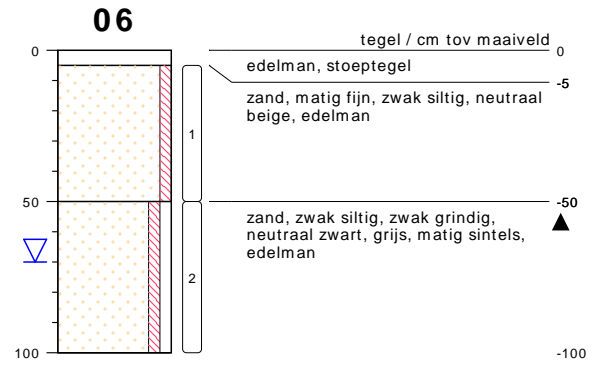 06
tegel / cm tov maaiveld
0
0
edelman, stoeptegel
-5
zand, matig fijn, zwak siltig, neutraal
beige, edelman
1
50
-50
zand, zwak siltig, zwak grindig,
neutraal zwart, grijs, matig sintels,
edelman
2
100
-100